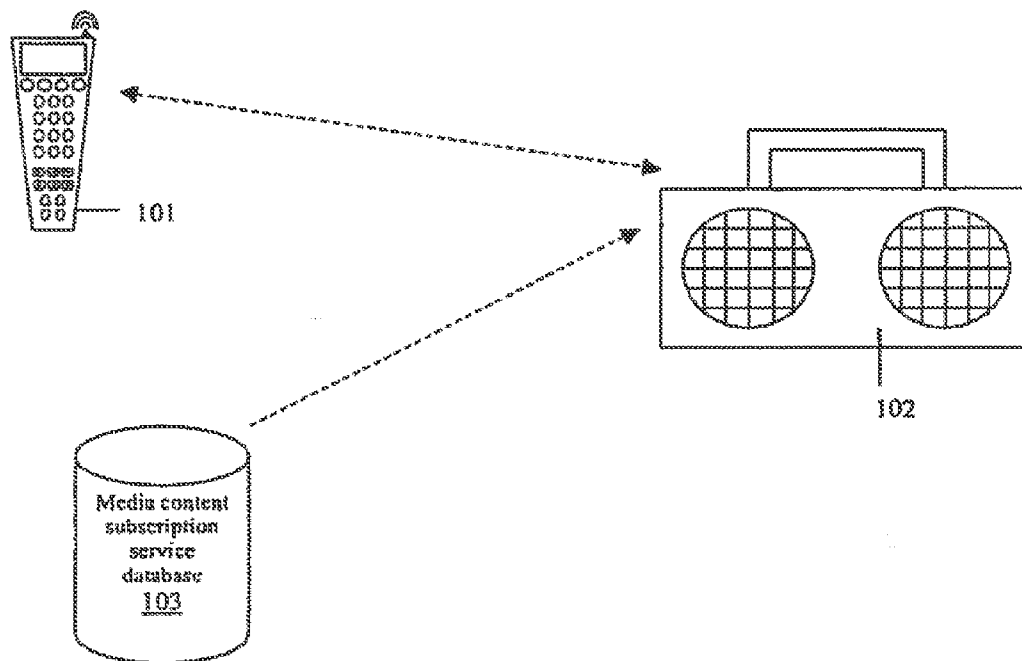 101
102
Media content
subscription
service
database
103